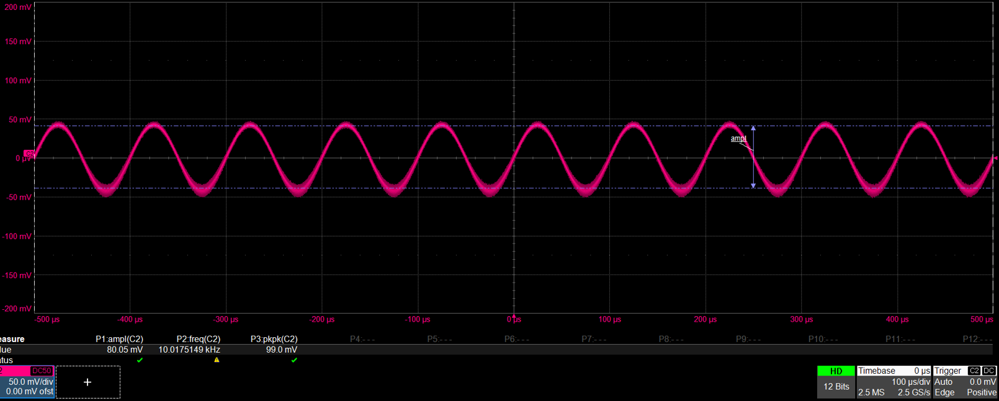 200 mV
150 mV
100 mV
50 mV
ampl
C2
0 µV
-50 mV
-100 mV
-150 mV
-200 mV
-500 µs -400 µs -300 µs -200 µs -100 µs 0 µs 100 µs 200 µs 300 µs 400 µs 500 µs
easure P1:ampl(C2) P2:freq(C2) P3:pkpk(C2) P4:- - - P5:- - - P6:- - - P7:- - - P8:- - - P9:- - - P10:- - - P11:- - - P12:- - -
lue 80.05 mV 10.0175149 kHz 99.0 mV
atus
2 DC50 HD Timebase 0 µs Trigger C2 DC
50.0 mV/div + 12 Bits 100 µs/div Auto 0.0 mV
0.00 mV ofst 2.5 MS 2.5 GS/s Edge Positive